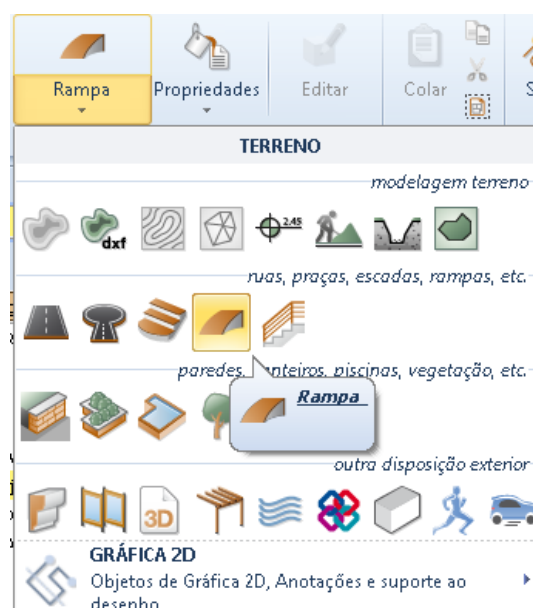 Rampa
Propriedades
Editar
Colar
TERRENO
modelagem terreno
dxf
2.45
ruas, praças, escadas, rampas, etc.
paredes, nteiros, piscinas, vegetação, etc.
Rampa
outra disposição exterior
3D
GRÁFICA 2D
Objetos de Gráfica 2D, Anotações e suporte ao
desenho